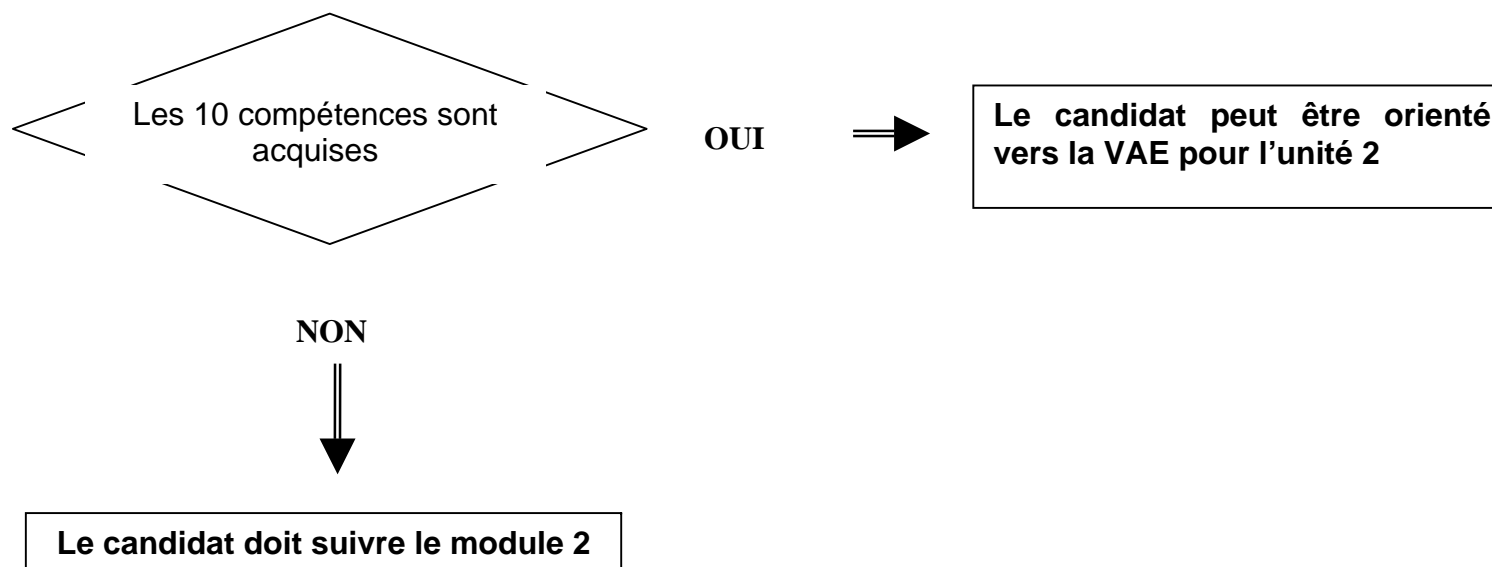 Les 10 compétences sont
acquises
OUI
Le candidat peut être orienté
vers la VAE pour l'unité 2
NON
Le candidat doit suivre le module 2